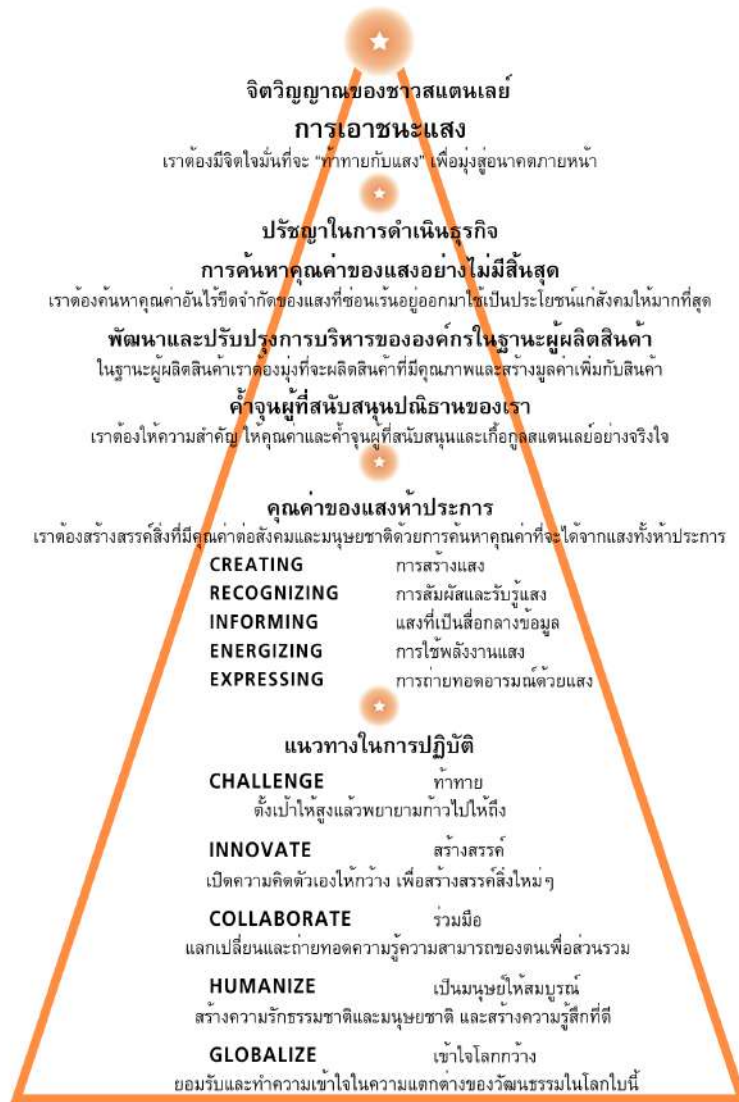 จิตวิญญาณของชาวสแตนเลย์
การเอาชนะแสง
เราต้องมีจิตใจมั่นที่จะ "ท้าทายกับแสง" เพื่อมุ่งสู่อนาคตภายหน้า
ปรัชญาในการดำเนินธุรกิจ
การค้นหาคุณค่าของแสงอย่างไม่มีสิ้นสุด
เราต้องค้นหาคุณค่าอันไร้ขีดจำกัดของแสงที่ซ่อนเร้นอยู่ออกมาใช้เป็นประโยชน์แก่สังคมให้มากที่สุด
พัฒนาและปรับปรุงการบริหารขององค์กรในฐานะผู้ผลิตสินค้า
ในฐานะผู้ผลิตสินค้าเราต้องมุ่งที่จะผลิตสินค้าที่มีคุณภาพและสร้างมูลค่าเพิ่มกับสินค้า
ค้ำจุนผู้ที่สนับสนุนปณิธานของเรา
เราต้องให้ความสำคัญ ให้คุณค่าและค้ำจุนผู้ที่สนับสนุนและเกื้อกูลสแตนเลย์อย่างจริงใจ
คุณค่าของแสงห้าประการ
เราต้องสร้างสรรค์สิ่งที่มีคุณค่าต่อสังคมและมนุษยชาติด้วยการค้นหาคุณค่าที่จะได้จากแสงทั้งห้าประการ
CREATING การสร้างแสง
RECOGNIZING การสัมผัสและรับรู้แสง
INFORMING แสงที่เป็นสื่อกลางข้อมูล
ENERGIZING การใช้พลังงานแสง
EXPRESSING การถ่ายทอดอารมณ์ด้วยแสง
แนวทางในการปฏิบัติ
CHALLENGE ท้าทาย
ตั้งเป้าให้สูงแล้วพยายามก้าวไปให้ถึง
INNOVATE สร้างสรรค์
เปิดความคิดตัวเองให้กว้าง เพื่อสร้างสรรค์สิ่งใหม่ๆ
COLLABORATE ร่วมมือ
แลกเปลี่ยนและถ่ายทอดความรู้ความสามารถของตนเพื่อส่วนรวม
HUMANIZE เป็นมนุษย์ให้สมบูรณ์
สร้างความรักธรรมชาติและมนุษยชาติ และสร้างความรู้สึกที่ดี
GLOBALIZE เข้าใจโลกกว้าง
ยอมรับและทำความเข้าใจในความแตกต่างของวัฒนธรรมในโลกใบนี้